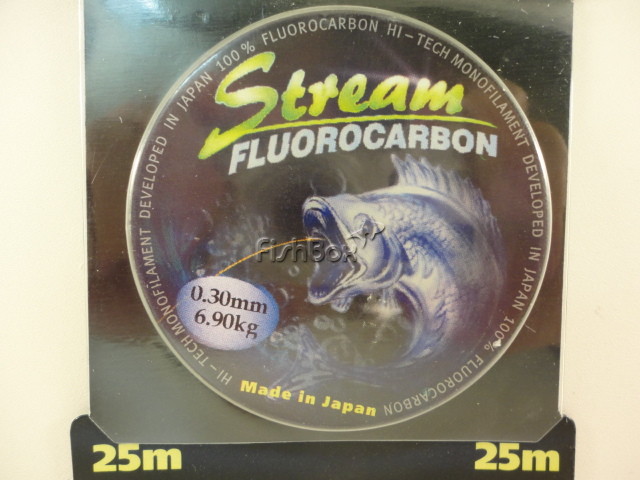 100% FLUOROCARBON HI-TECH MONOFILAMENT DEVELOPED IN JAPAN 100% FLUOROCARBON HI-TECH MONOFILAMENT DEVELOPED IN JAPAN
Stream
FLUOROCARBON
FishBox
0.30mm
6.90kg
Made in Japan
25m 25m